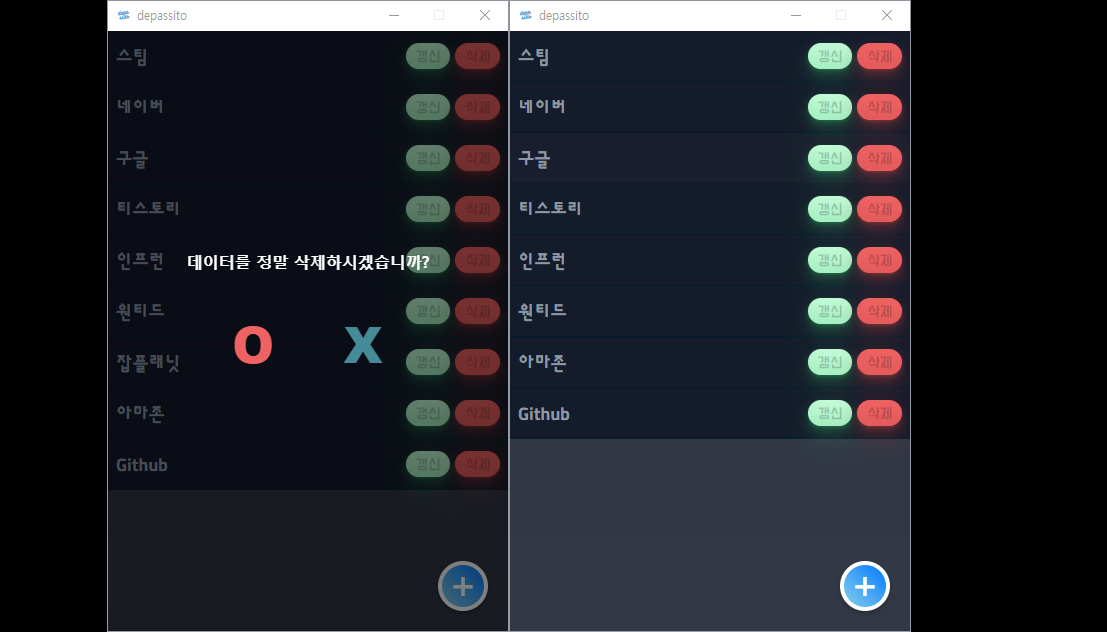 depassito
스팀 갱신 삭제
네이버 갱신 삭제
구글 갱신 삭제
티스토리 갱신 삭제
인프런 갱신 삭제
데이터를 정말 삭제하시겠습니까?
원티드 갱신 삭제
O X
잡플래닛 갱신 삭제
아마존 갱신 삭제
Github 갱신 삭제
+
depassito
스팀 갱신 삭제
네이버 갱신 삭제
구글 갱신 삭제
티스토리 갱신 삭제
인프런 갱신 삭제
원티드 갱신 삭제
아마존 갱신 삭제
Github 갱신 삭제
+